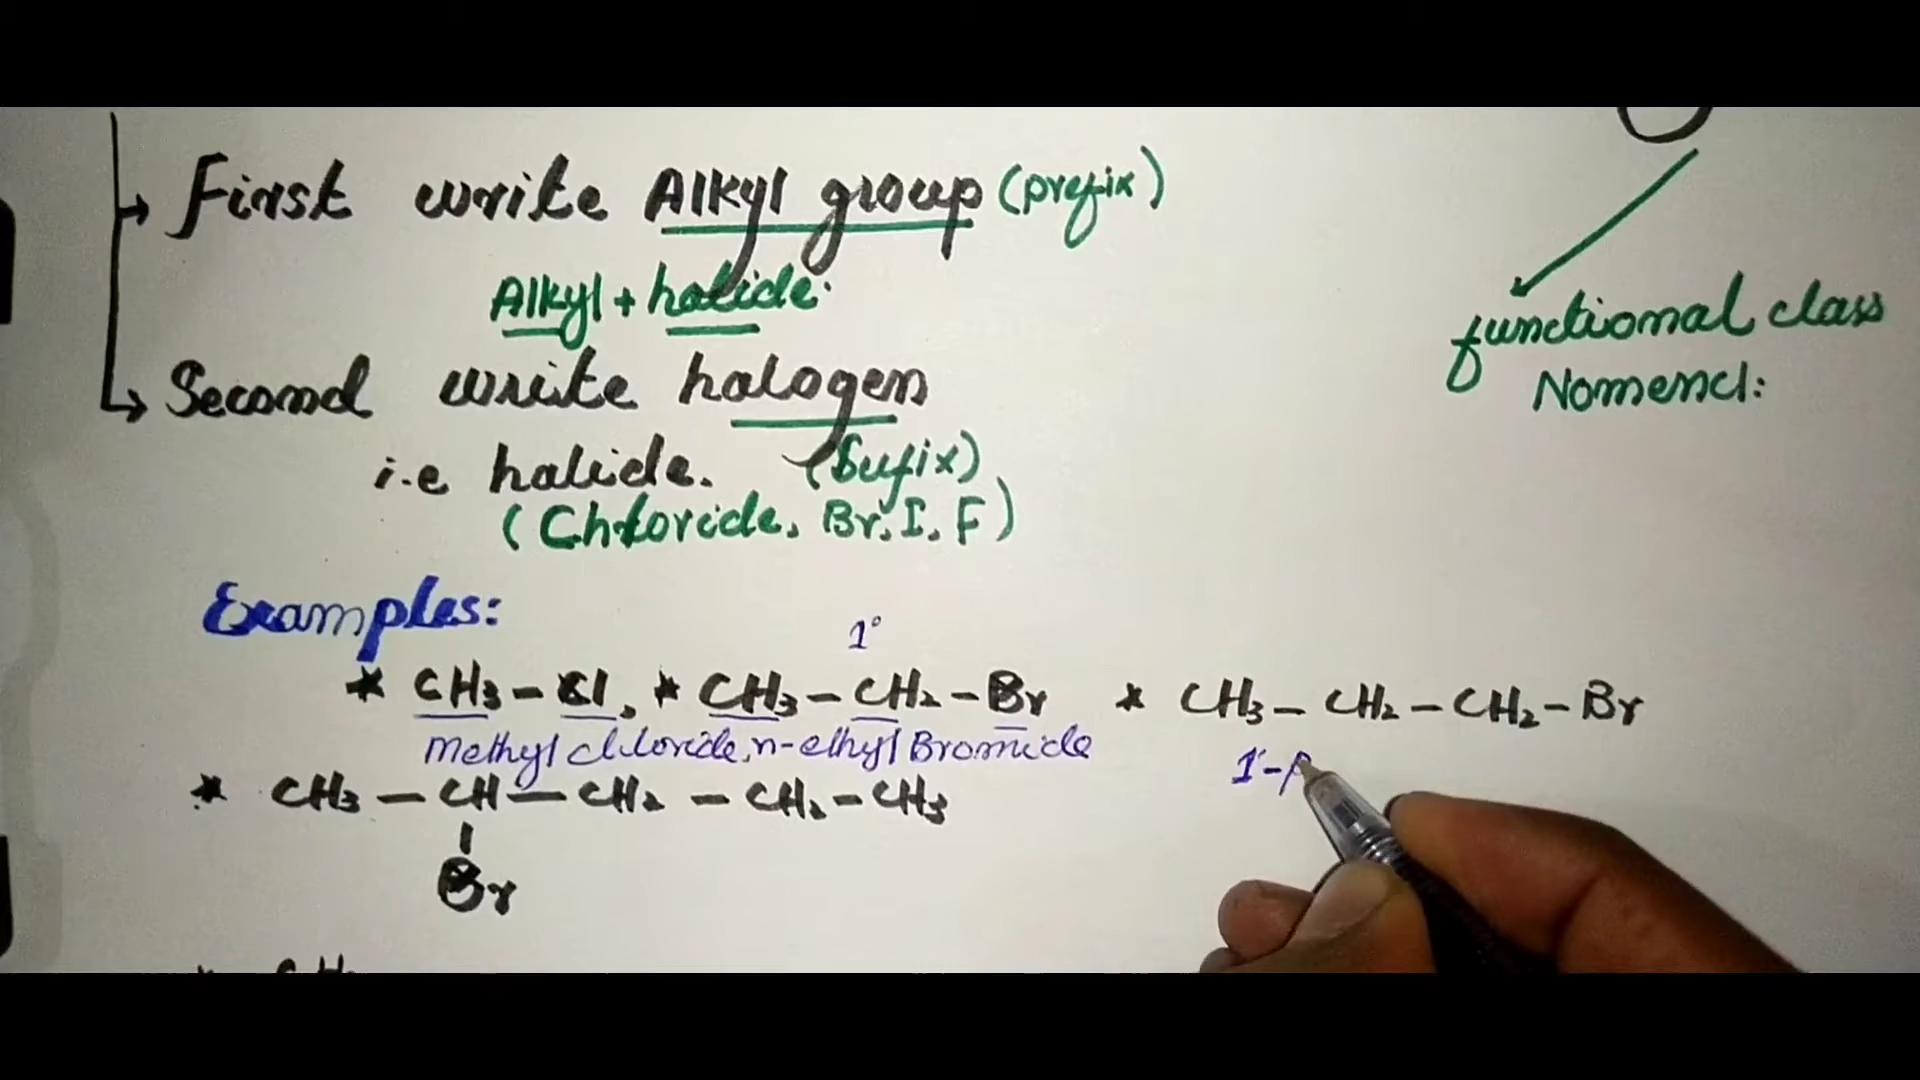 → First write Alkyl group (prefix)
Alkyl + halide.
functional class
Nomencl:
→ Second write halogen
i.e halide. (Sufix)
(Chloride, Br, I, F)
Examples:
1°
* CH₃ – Cl, * CH₃ – CH₂ – Br * CH₃ – CH₂ – CH₂ – Br
Methyl chloride, n-ethyl Bromide
1°-p
* CH₃ – CH – CH₂ – CH₂ – CH₃
Br